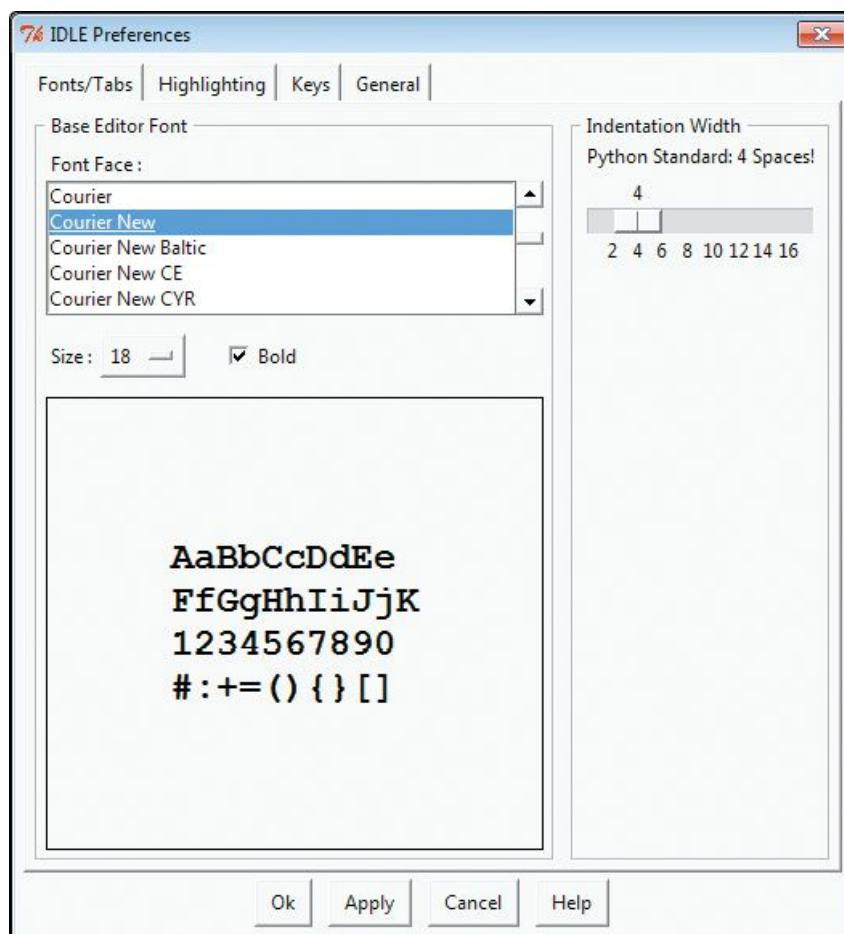 IDLE Preferences
Fonts/Tabs Highlighting Keys General
Base Editor Font
Font Face :
Courier
Courier New
Courier New Baltic
Courier New CE
Courier New CYR
Size : 18 Bold
AaBbCcDdEe
FfGgHhIiJjK
1234567890
#:+=(){}[]
Indentation Width
Python Standard: 4 Spaces!
4
2 4 6 8 10 12 14 16
Ok Apply Cancel Help